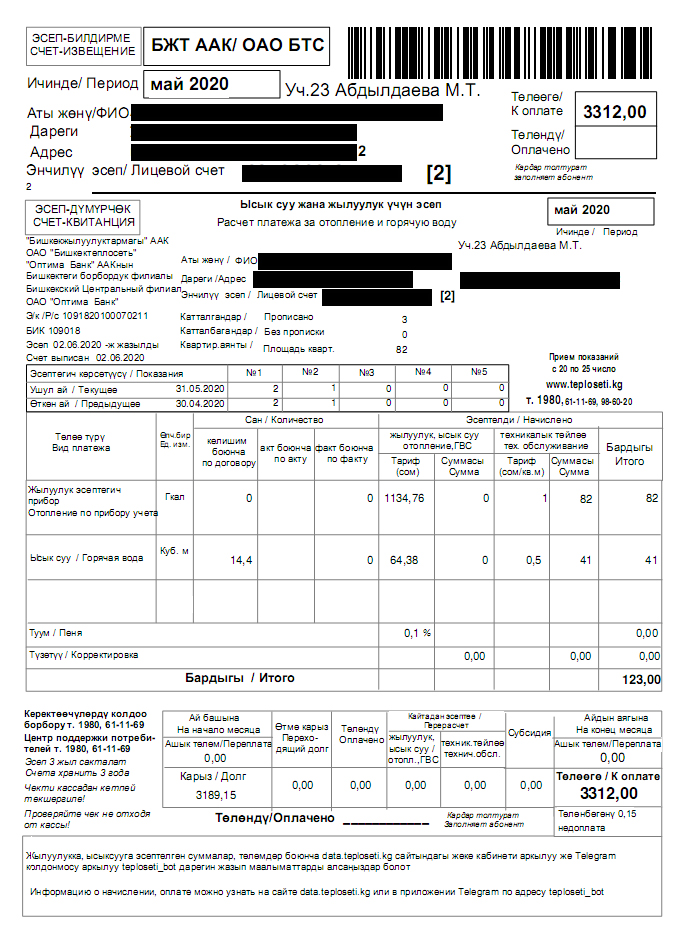 ЭСЕП-БИЛДИРМЕ
СЧЕТ-ИЗВЕЩЕНИЕ
БЖТ ААК/ ОАО БТС
Ичинде/ Период
май 2020
Уч.23 Абдылдаева М.Т.
Төлөөгө/
К оплате
3312,00
Аты жөнү/ФИО
Дареги
Төлөндү/
Оплачено
Адрес
2
Кардар толтурат
заполняет абонент
Энчилүү эсеп/ Лицевой счет
[2]
2
ЭСЕП-ДҮМҮРЧӨК
СЧЕТ-КВИТАНЦИЯ
Ысык суу жана жылуулук үчүн эсеп
Расчет платежа за отопление и горячую воду
май 2020
Ичинде / Период
Уч.23 Абдылдаева М.Т.
"Бишкекжылуулуктармагы" ААК
ОАО "Бишкектеплосеть"
"Оптима Банк" ААКнын
Бишкектеги борбордук филиалы
Бишкекский Центральный филиал
ОАО "Оптима Банк"
Э/к /Р/с 1091820100070211
БИК 109018
Эсеп 02.06.2020 -ж жазылды
Счет выписан 02.06.2020
Аты жөнү / ФИО
Дареги /Адрес
Энчилүү эсеп / Лицевой счет
[2]
Катталгандар / Прописано 3
Катталбагандар / Без прописки 0
Квартир.аянты / Площадь кварт. 82
Прием показаний
с 20 по 25 число
www.teploseti.kg
т. 1980, 61-11-69, 98-60-20
Эсептегич көрсөтүсү / Показания №1 №2 №3 №4 №5
Ушул ай / Текущее 31.05.2020 2 1 0 0 0
Өткөн ай / Предыдущее 30.04.2020 2 1 0 0 0
Төлөө түрү
Вид платежа
Өлч.бир
Ед. изм.
Сан / Количество
келишим
боюнча
по договору
акт боюнча
по акту
факт боюнча
по факту
Эсептелди / Начислено
жылуулук, ысык суу
отопление,ГВС
техникалык тейлөө
тех. обслуживание
Тариф
(сом)
Суммасы
Сумма
Тариф
(сом/кв.м)
Суммасы
Сумма
Бардыгы
Итого
Жылуулук эсептегич
прибор
Отопление по прибору учета
Гкал 0 0 1134,76 0 1 82 82
Ысык суу / Горячая вода Куб. м 14,4 0 64,38 0 0,5 41 41
Туум / Пеня 0,1 % 0,00
Түзөтүү / Корректировка 0,00 0,00 0,00
Бардыгы / Итого 123,00
Керектөөчүлөрдү колдоо
борбору т. 1980, 61-11-69
Центр поддержки потреби-
телей т. 1980, 61-11-69
Эсеп 3 жыл сакталат
Счета хранить 3 года
Чекти кассадан кетпей
текшергиле!
Проверяйте чек не отходя
от кассы!
Ай башына
На начало месяца
Ашык төлөм/Переплата
0,00
Карыз / Долг
3189,15
Өтмө карыз
Перехо-
дящий долг
0,00
Төлөндү
Оплачено
0,00
Кайтадан эсептөө /
Перерасчет
жылуулук,
ысык суу /
отопл.,ГВС
0,00
техник.тейлөө
технич.обсл.
0,00
Субсидия
0,00
Айдын аягына
На конец месяца
Ашык төлөм/Переплата
0,00
Төлөөгө / К оплате
3312,00
Төлөнбөгөнү 0,15
недоплата
Төлөндү/Оплачено ___________
Кардар толтурат
Заполняет абонент
Жылуулукка, ысыксууга эсептелген суммалар, төлөмдөр боюнча data.teploseti.kg сайтындагы жеке кабинети аркылуу же Telegram
колдонмосу аркылуу teploseti_bot дарегин жазып маалыматтарды алсаңыздар болот
Информацию о начислении, оплате можно узнать на сайте data.teploseti.kg или в приложении Telegram по адресу teploseti_bot